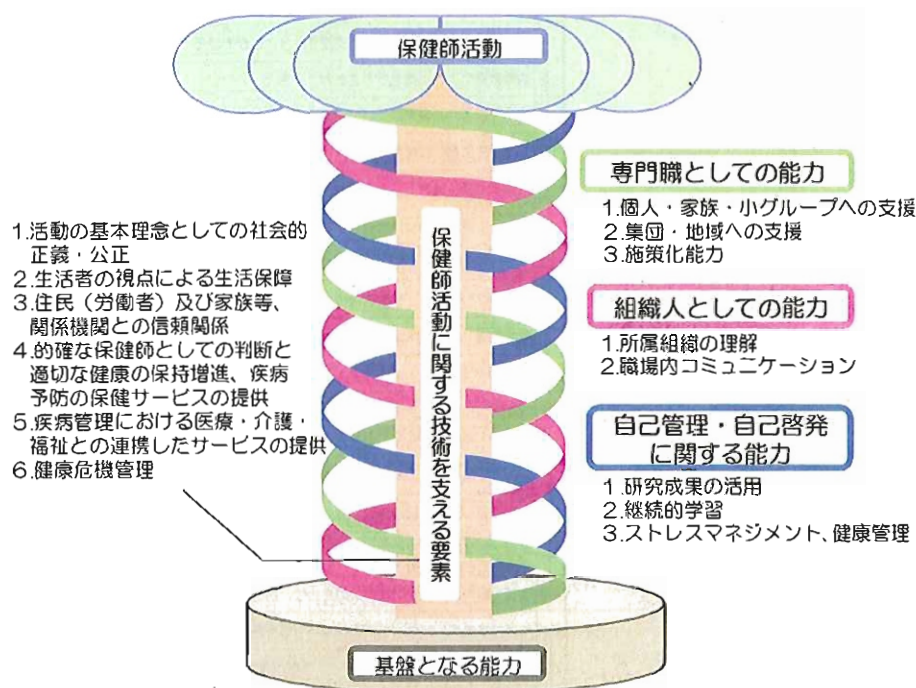 保健師活動
専門職としての能力
1.個人・家族・小グループへの支援
2.集団・地域への支援
3.施策化能力
組織人としての能力
1.所属組織の理解
2.職場内コミュニケーション
自己管理・自己啓発
に関する能力
1.研究成果の活用
2.継続的学習
3.ストレスマネジメント、健康管理
1.活動の基本理念としての社会的
正義・公正
2.生活者の視点による生活保障
3.住民（労働者）及び家族等、
関係機関との信頼関係
4.的確な保健師としての判断と
適切な健康の保持増進、疾病
予防の保健サービスの提供
5.疾病管理における医療・介護・
福祉との連携したサービスの提供
6.健康危機管理
保健師活動に関する技術を支える要素
基盤となる能力